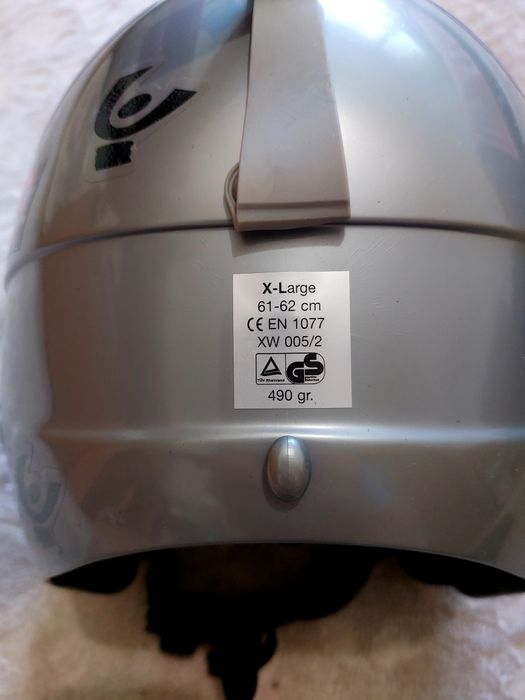 X-Large
61-62 cm
CE EN 1077
XW 005/2
TÜV Rheinland
GS
490 gr.